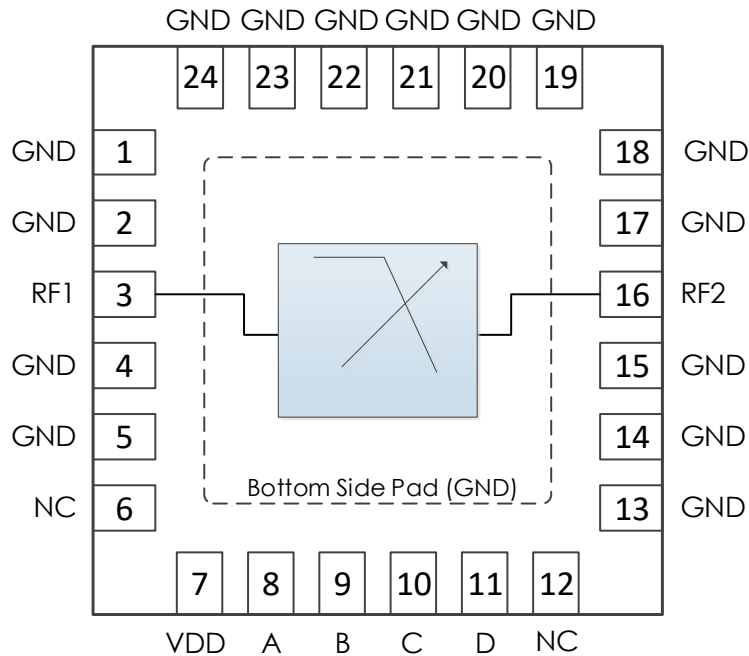 GND GND GND GND GND GND
24 23 22 21 20 19
GND 1 18 GND
GND 2 17 GND
RF1 3 16 RF2
GND 4 15 GND
GND 5 14 GND
Bottom Side Pad (GND)
NC 6 13 GND
7 8 9 10 11 12
VDD A B C D NC